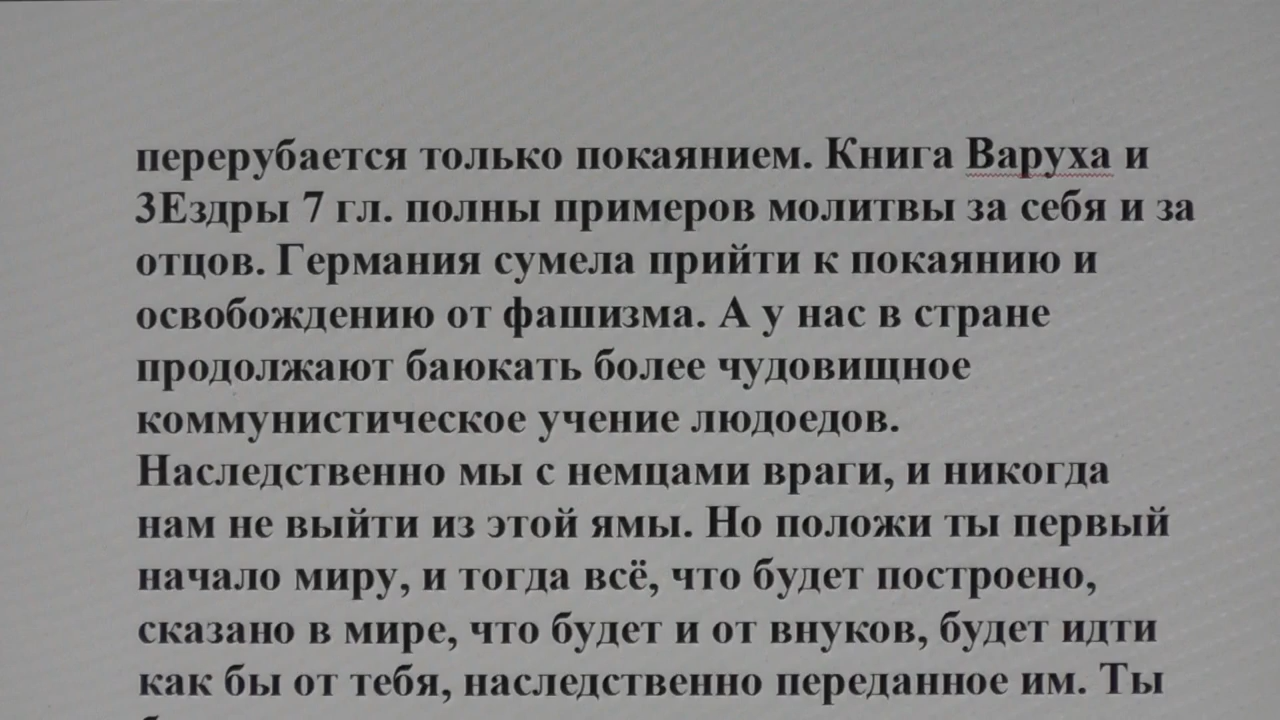 перерубается только покаянием. Книга Варуха и
3Ездры 7 гл. полны примеров молитвы за себя и за
отцов. Германия сумела прийти к покаянию и
освобождению от фашизма. А у нас в стране
продолжают баюкать более чудовищное
коммунистическое учение людоедов.
Наследственно мы с немцами враги, и никогда
нам не выйти из этой ямы. Но положи ты первый
начало миру, и тогда всё, что будет построено,
сказано в мире, что будет и от внуков, будет идти
как бы от тебя, наследственно переданное им. Ты